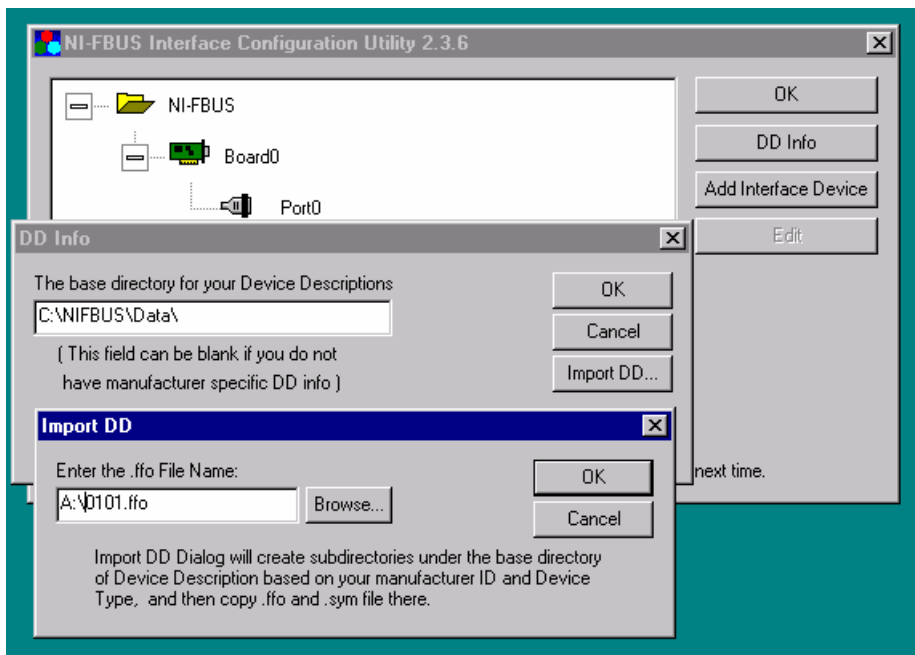 NI-FBUS Interface Configuration Utility 2.3.6
NI-FBUS
Board0
Port0
OK
DD Info
Add Interface Device
Edit
DD Info
The base directory for your Device Descriptions
C:\NIFBUS\Data\
( This field can be blank if you do not
have manufacturer specific DD info )
OK
Cancel
Import DD...
next time.
Import DD
Enter the .ffo File Name:
A:\0101.ffo
Browse...
OK
Cancel
Import DD Dialog will create subdirectories under the base directory
of Device Description based on your manufacturer ID and Device
Type, and then copy .ffo and .sym file there.